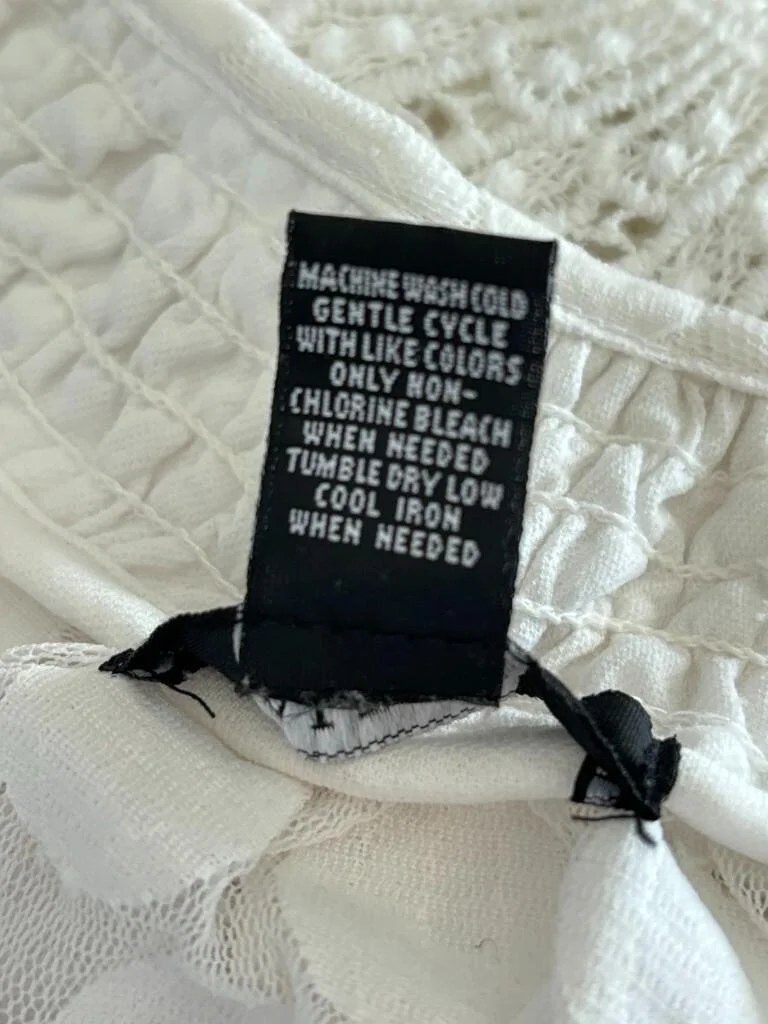 MACHINE WASH COLD
GENTLE CYCLE
WITH LIKE COLORS
ONLY NON-
CHLORINE BLEACH
WHEN NEEDED
TUMBLE DRY LOW
COOL IRON
WHEN NEEDED